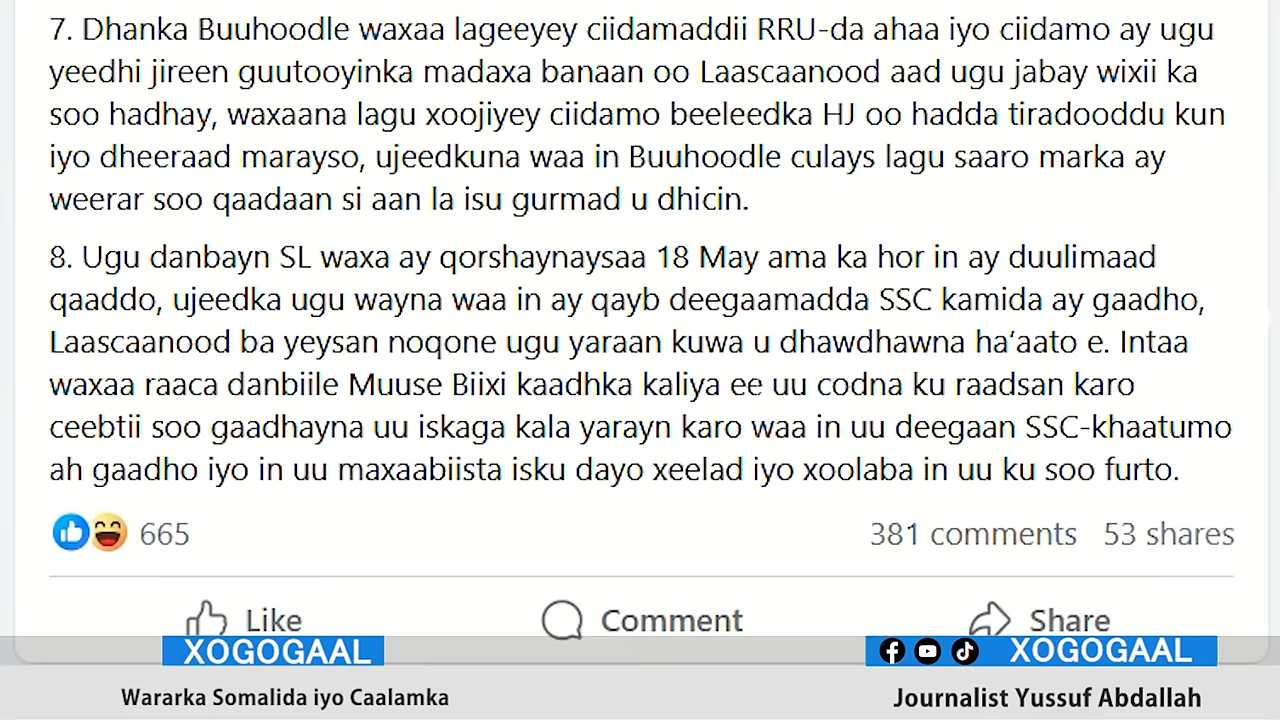 7. Dhanka Buuhoodle waxaa lageeyey ciidamaddii RRU-da ahaa iyo ciidamo ay ugu
yeedhi jireen guutooyinka madaxa banaan oo Laascaanood aad ugu jabay wixii ka
soo hadhay, waxaana lagu xoojiyey ciidamo beeleedka HJ oo hadda tiradooddu kun
iyo dheeraad marayso, ujeedkuna waa in Buuhoodle culays lagu saaro marka ay
weerar soo qaadaan si aan la isu gurmad u dhicin.
8. Ugu danbayn SL waxa ay qorshaynaysaa 18 May ama ka hor in ay duulimaad
qaaddo, ujeedka ugu wayna waa in ay qayb deegaamadda SSC kamida ay gaadho,
Laascaanood ba yeysan noqone ugu yaraan kuwa u dhawdhawna ha’aato e. Intaa
waxaa raaca danbiile Muuse Biixi kaadhka kaliya ee uu codna ku raadsan karo
ceebtii soo gaadhayna uu iskaga kala yarayn karo waa in uu deegaan SSC-khaatumo
ah gaadho iyo in uu maxaabiista isku dayo xeelad iyo xoolaba in uu ku soo furto.
665 381 comments 53 shares
Like Comment Share
XOGOGAAL XOGOGAAL
Wararka Somalida iyo Caalamka Journalist Yussuf Abdallah